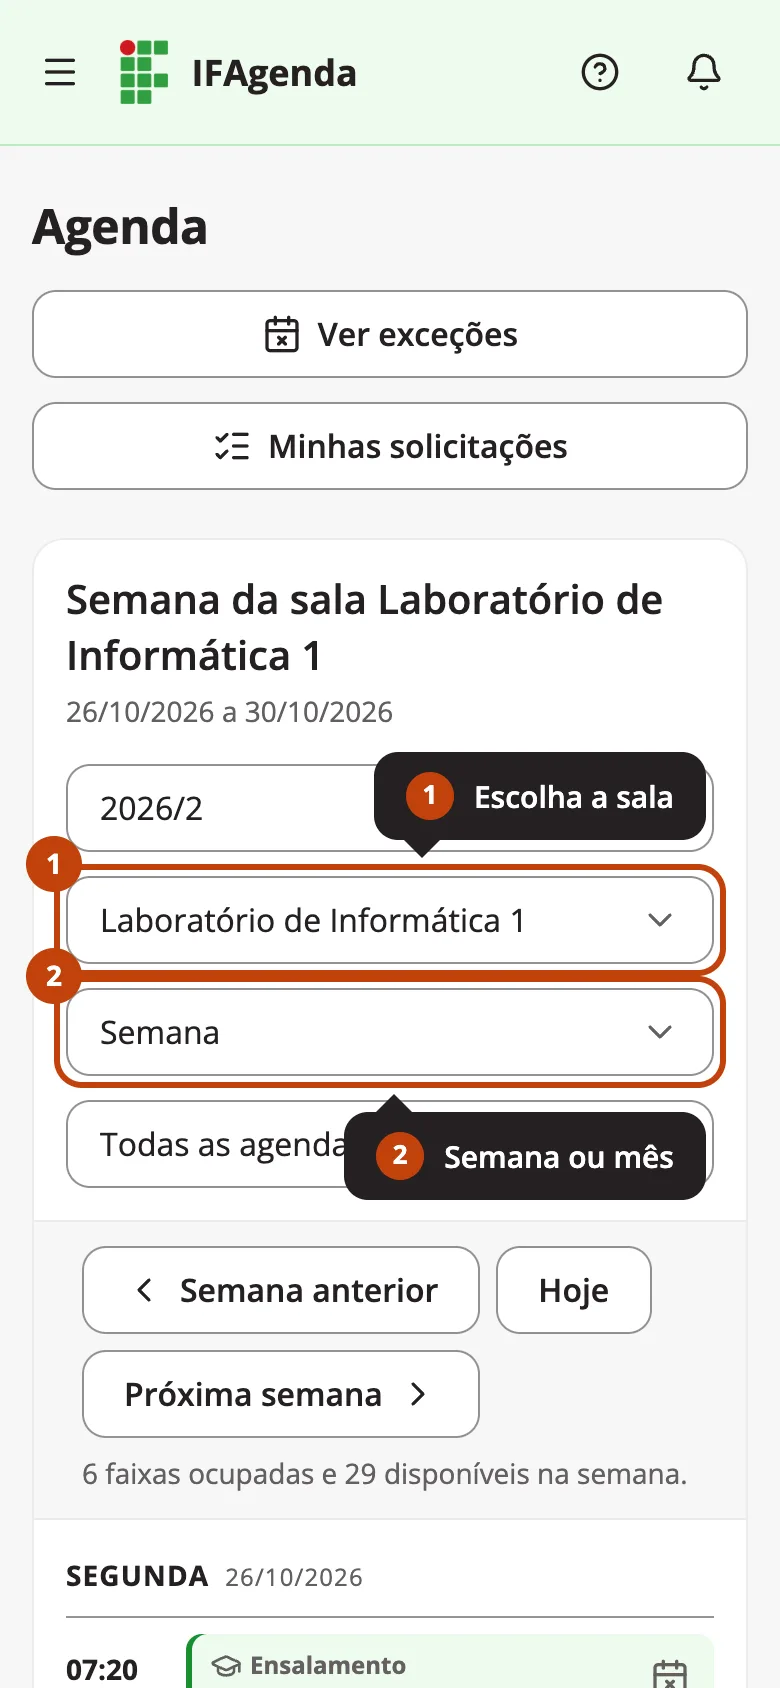 IFAgenda
Agenda
Ver exceções
Minhas solicitações
Semana da sala Laboratório de
Informática 1
26/10/2026 a 30/10/2026
2026/2
1 Escolha a sala
1
Laboratório de Informática 1
2
Semana
Todas as agenda
2 Semana ou mês
Semana anterior
Hoje
Próxima semana
6 faixas ocupadas e 29 disponíveis na semana.
SEGUNDA 26/10/2026
07:20
Ensalamento